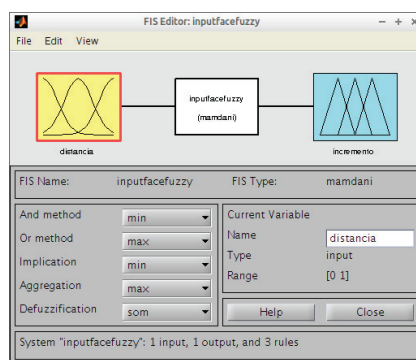 FIS Editor: inputfacefuzzy
File Edit View
inputfacefuzzy
(mamdani)
distancia
incremento
FIS Name: inputfacefuzzy FIS Type: mamdani
And method min
Or method max
Implication min
Aggregation max
Defuzzification som
Current Variable
Name distancia
Type input
Range [0 1]
Help Close
System "inputfacefuzzy": 1 input, 1 output, and 3 rules